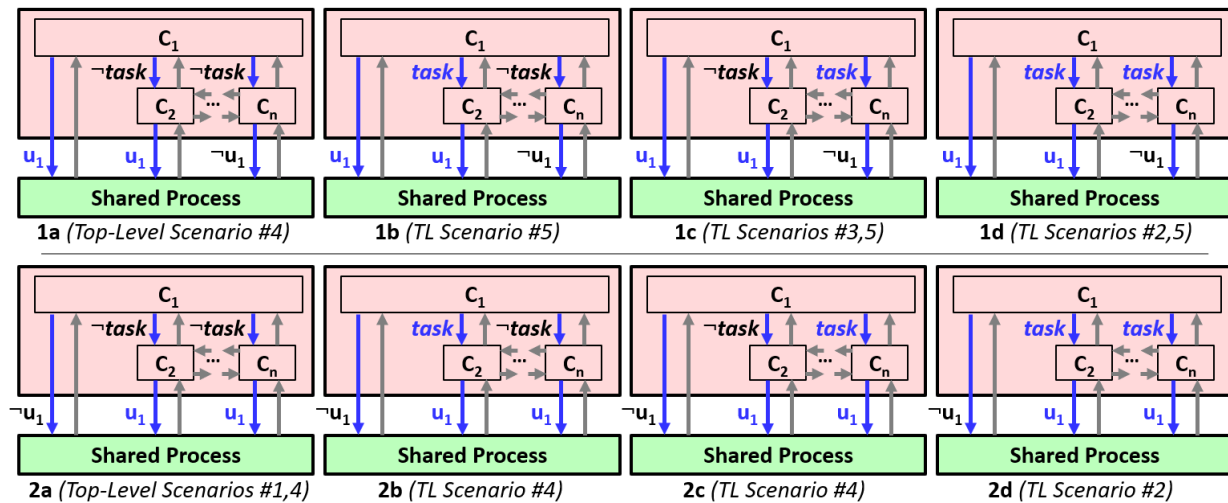 C1 C1 C1 C1
¬task ¬task task ¬task ¬task task task task
C2 ... Cn C2 ... Cn C2 ... Cn C2 ... Cn
u1 u1 ¬u1 u1 u1 ¬u1 u1 u1 ¬u1 u1 u1 ¬u1
Shared Process Shared Process Shared Process Shared Process
1a (Top-Level Scenario #4) 1b (TL Scenario #5) 1c (TL Scenarios #3,5) 1d (TL Scenarios #2,5)
C1 C1 C1 C1
¬task ¬task task ¬task ¬task task task task
C2 ... Cn C2 ... Cn C2 ... Cn C2 ... Cn
¬u1 u1 u1 ¬u1 u1 u1 ¬u1 u1 u1 ¬u1 u1 u1
Shared Process Shared Process Shared Process Shared Process
2a (Top-Level Scenarios #1,4) 2b (TL Scenario #4) 2c (TL Scenario #4) 2d (TL Scenario #2)